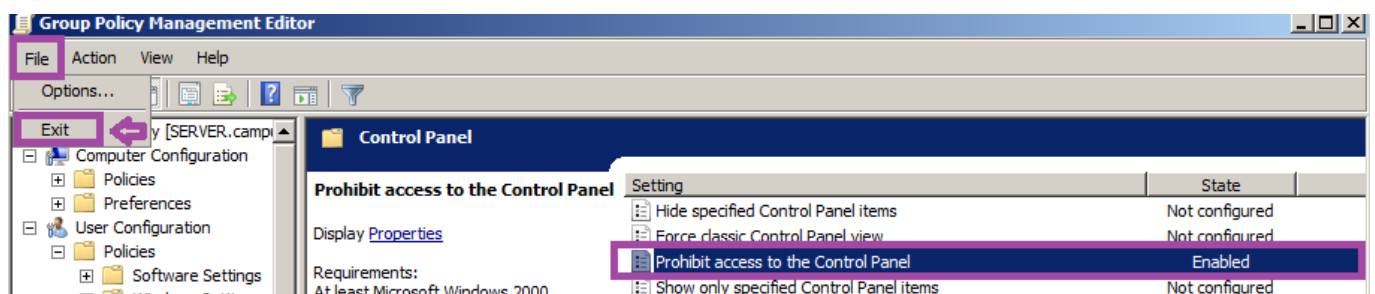 Group Policy Management Editor
File Action View Help
Options...
Exit
y [SERVER.camp
Computer Configuration
Policies
Preferences
User Configuration
Policies
Software Settings
Control Panel
Prohibit access to the Control Panel
Display Properties
Requirements:
At least Microsoft Windows 2000
Setting State
Hide specified Control Panel items Not configured
Force classic Control Panel view Not configured
Prohibit access to the Control Panel Enabled
Show only specified Control Panel items Not configured